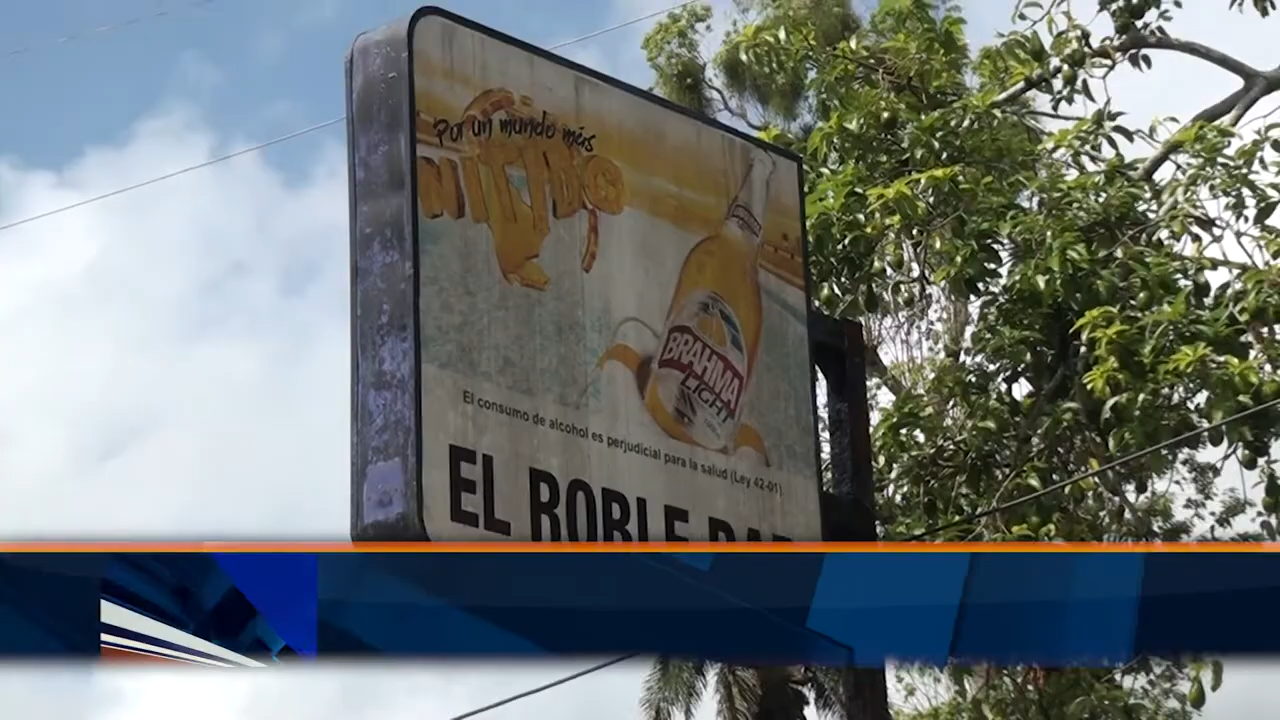 Por un mundo más
NITIDO
BRAHMA
LIGHT
El consumo de alcohol es perjudicial para la salud (Ley 42-01)
EL ROBLE BAR